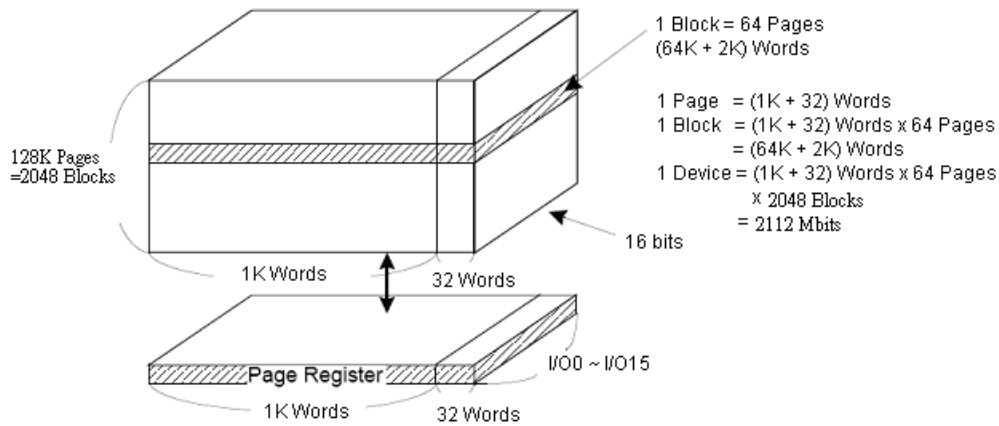 1 Block = 64 Pages
(64K + 2K) Words
1 Page = (1K + 32) Words
1 Block = (1K + 32) Words x 64 Pages
= (64K + 2K) Words
1 Device = (1K + 32) Words x 64 Pages
x 2048 Blocks
= 2112 Mbits
128K Pages
=2048 Blocks
16 bits
1K Words
32 Words
I/O0 ~ I/O15
Page Register
1K Words
32 Words